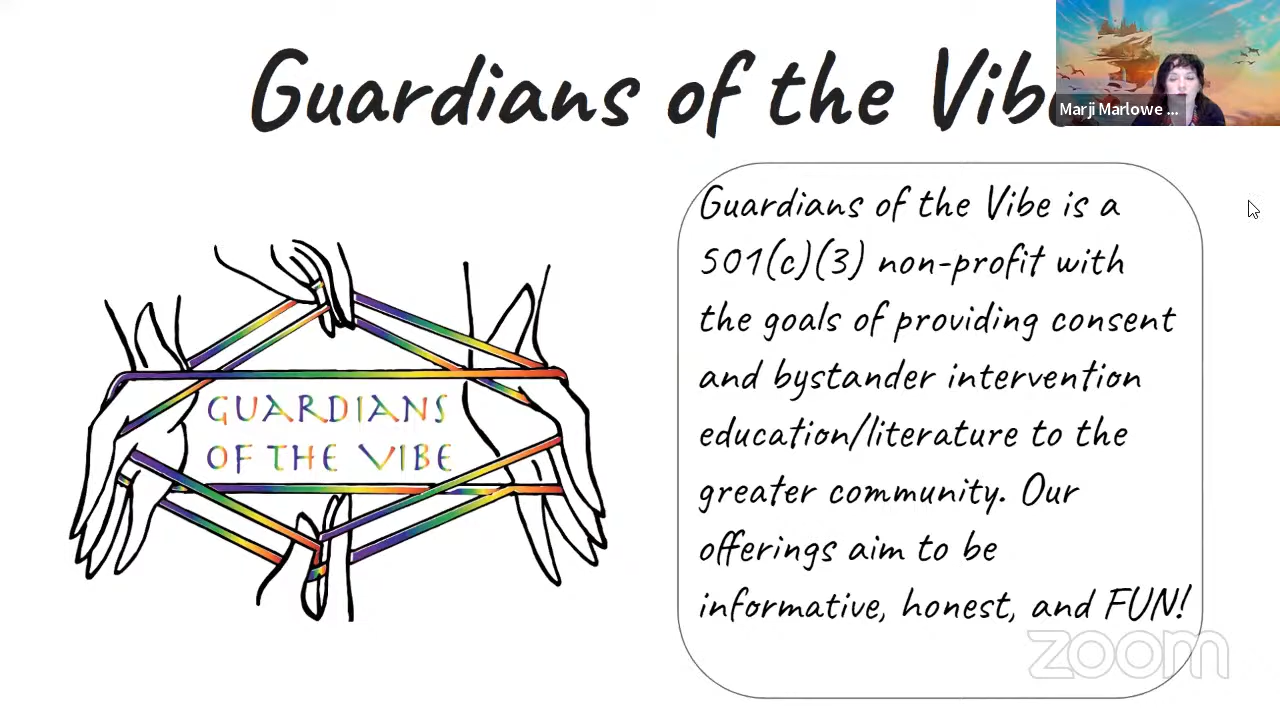 Guardians of the Vibe
Marji Marlowe ...
Guardians of the Vibe is a
501(c)(3) non-profit with
the goals of providing consent
and bystander intervention
education/literature to the
greater community. Our
offerings aim to be
informative, honest, and FUN!
GUARDIANS
OF THE VIBE
zoom